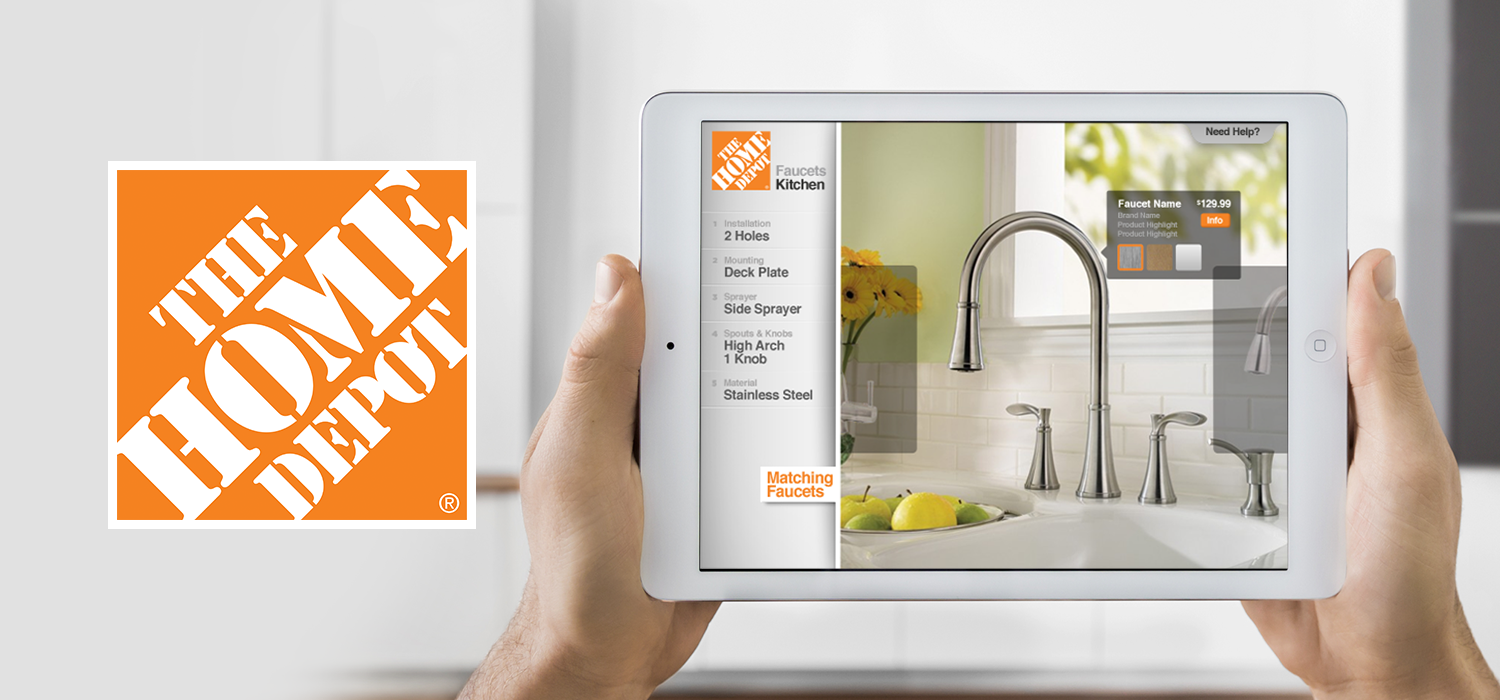 THE
HOME
DEPOT
®
THE
HOME
DEPOT
Faucets
Kitchen
1 Installation
2 Holes
2 Mounting
Deck Plate
3 Sprayer
Side Sprayer
4 Spouts & Knobs
High Arch
1 Knob
5 Material
Stainless Steel
Matching
Faucets
Need Help?
Faucet Name $129.99
Brand Name
Info
Product Highlight
Product Highlight